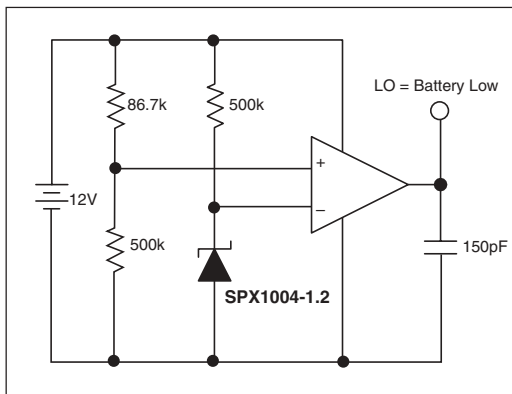 LO = Battery Low
86.7k
500k
+
12V
–
150pF
500k
SPX1004-1.2